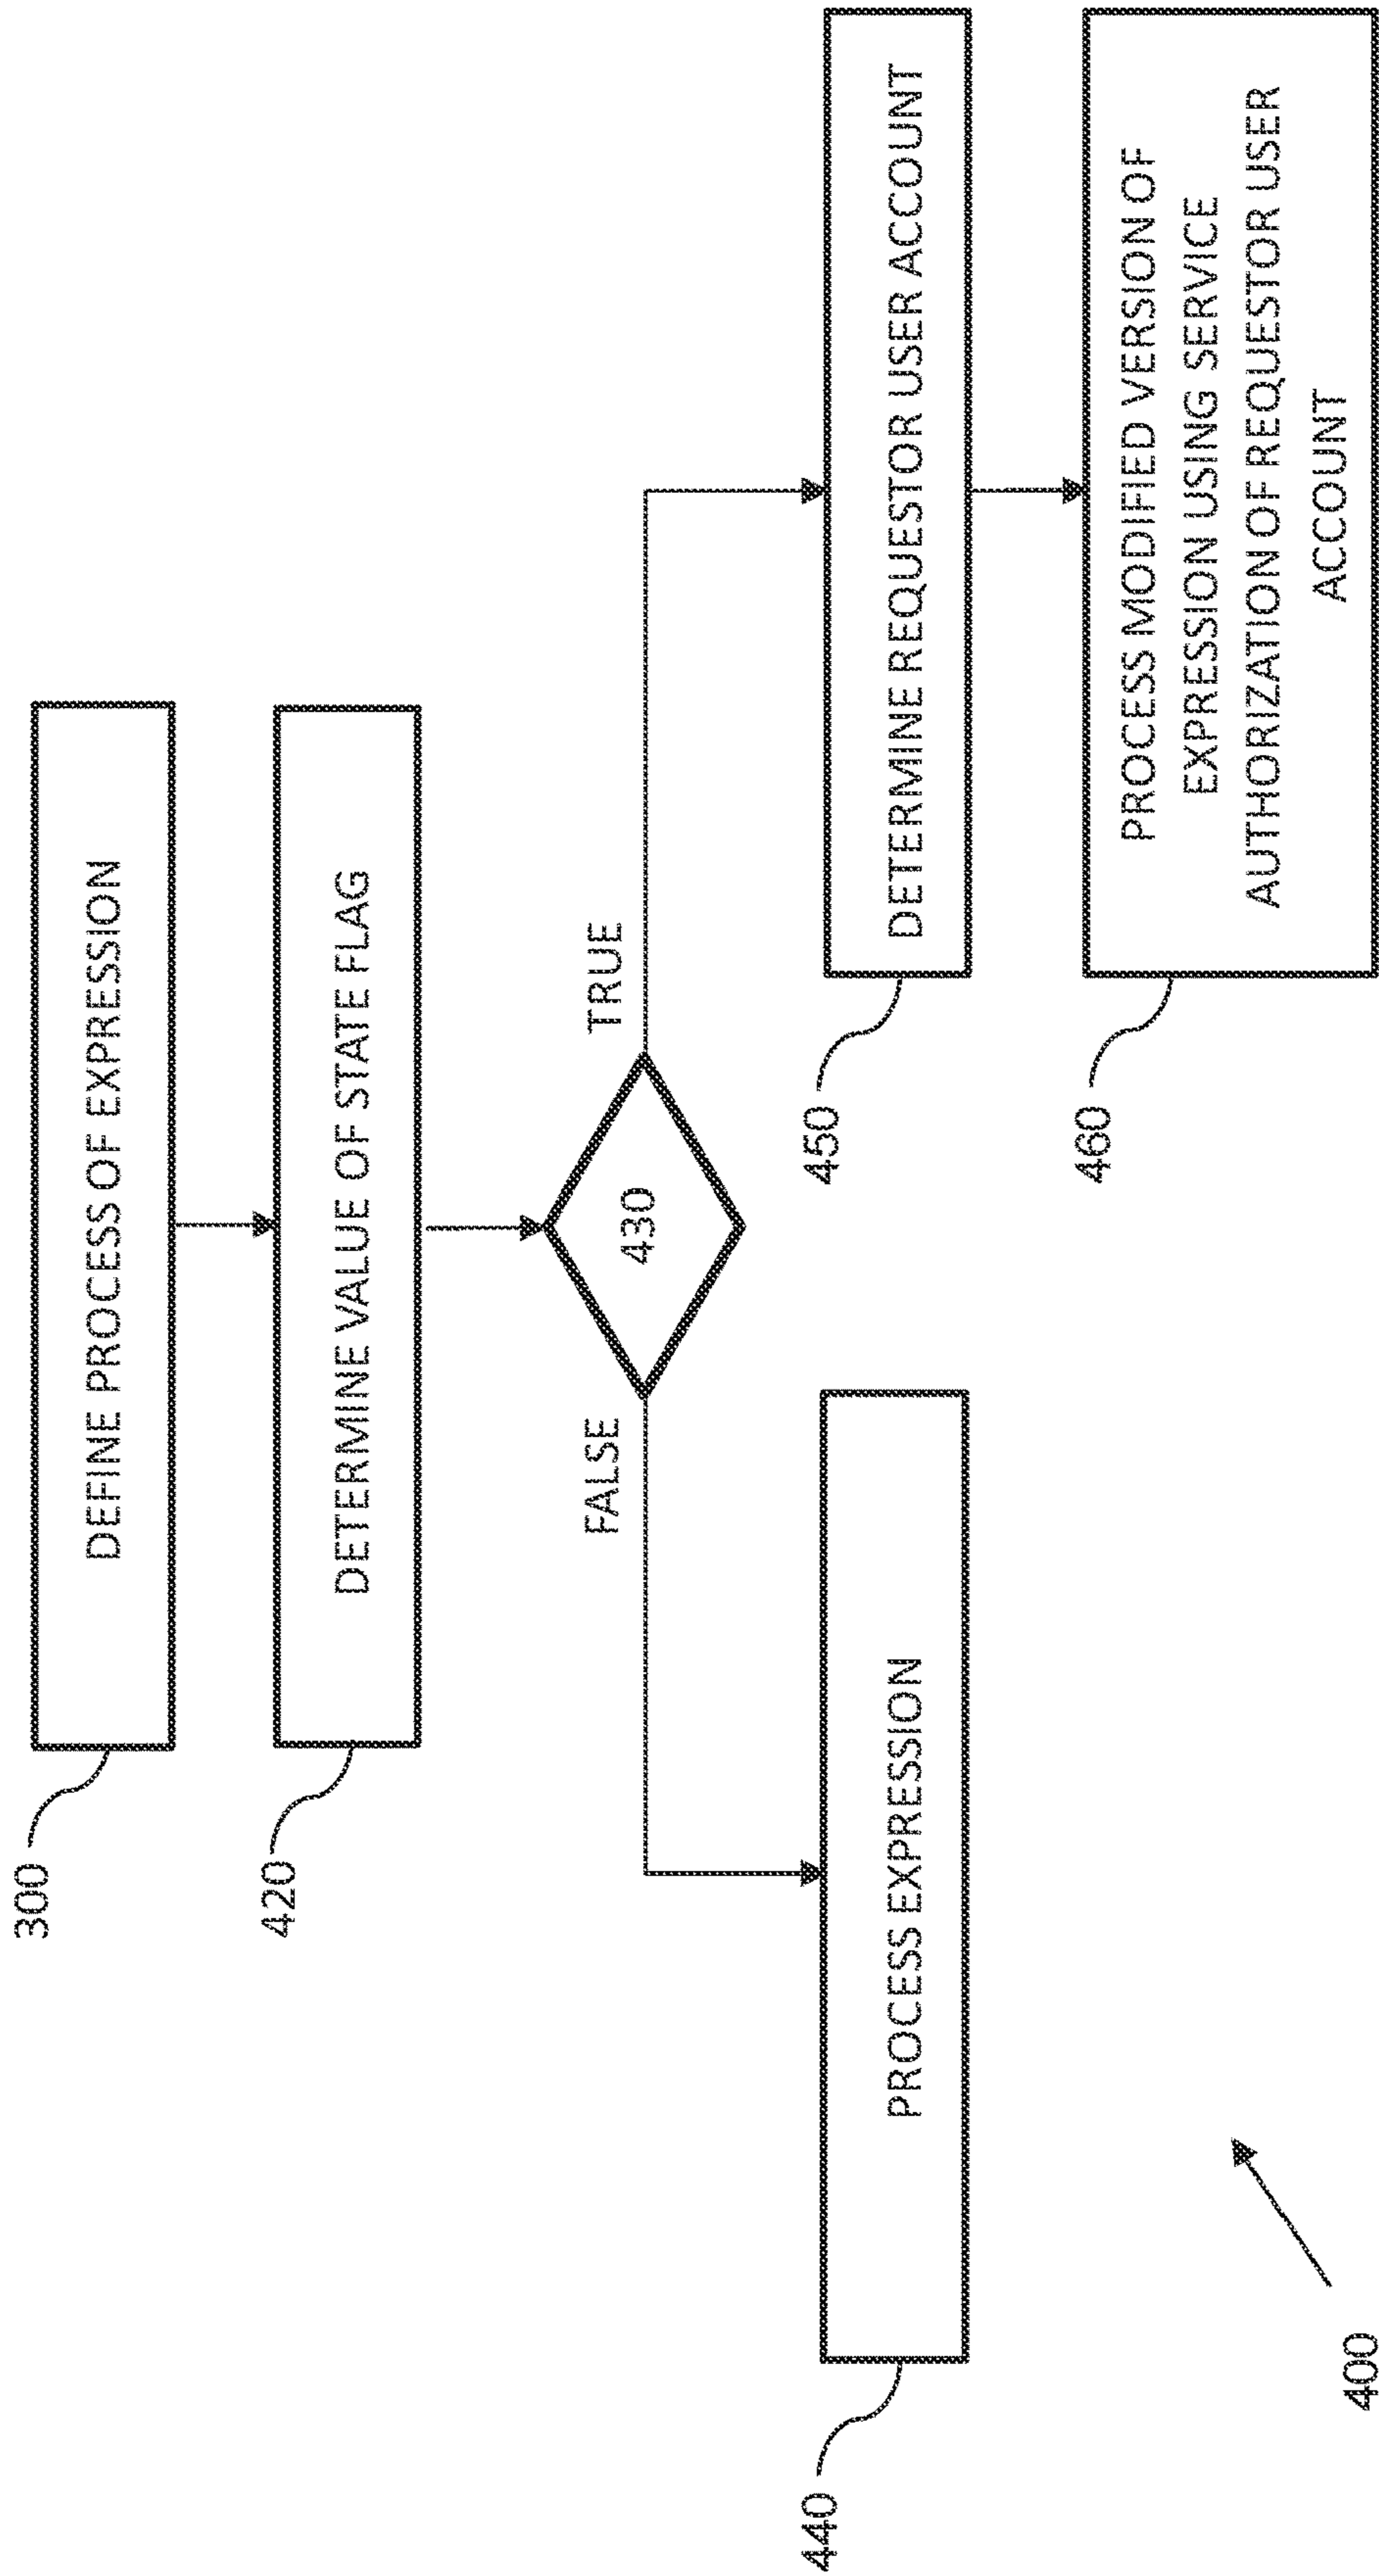 300
DEFINE PROCESS OF EXPRESSION
420
DETERMINE VALUE OF STATE FLAG
FALSE
430
TRUE
440
PROCESS EXPRESSION
450
DETERMINE REQUESTOR USER ACCOUNT
460
PROCESS MODIFIED VERSION OF
EXPRESSION USING SERVICE
AUTHORIZATION OF REQUESTOR USER
ACCOUNT
400